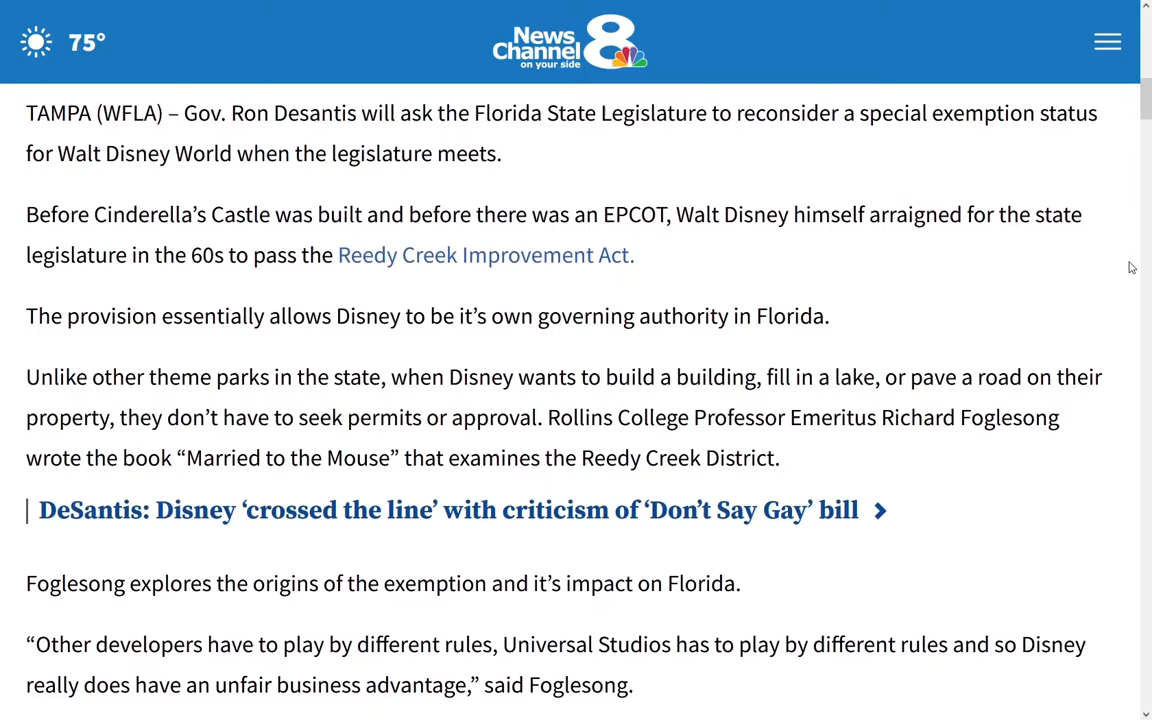 75°
News
Channel 8
on your side
TAMPA (WFLA) – Gov. Ron Desantis will ask the Florida State Legislature to reconsider a special exemption status
for Walt Disney World when the legislature meets.
Before Cinderella’s Castle was built and before there was an EPCOT, Walt Disney himself arraigned for the state
legislature in the 60s to pass the Reedy Creek Improvement Act.
The provision essentially allows Disney to be it’s own governing authority in Florida.
Unlike other theme parks in the state, when Disney wants to build a building, fill in a lake, or pave a road on their
property, they don’t have to seek permits or approval. Rollins College Professor Emeritus Richard Foglesong
wrote the book “Married to the Mouse” that examines the Reedy Creek District.
DeSantis: Disney ‘crossed the line’ with criticism of ‘Don’t Say Gay’ bill
Foglesong explores the origins of the exemption and it’s impact on Florida.
“Other developers have to play by different rules, Universal Studios has to play by different rules and so Disney
really does have an unfair business advantage,” said Foglesong.